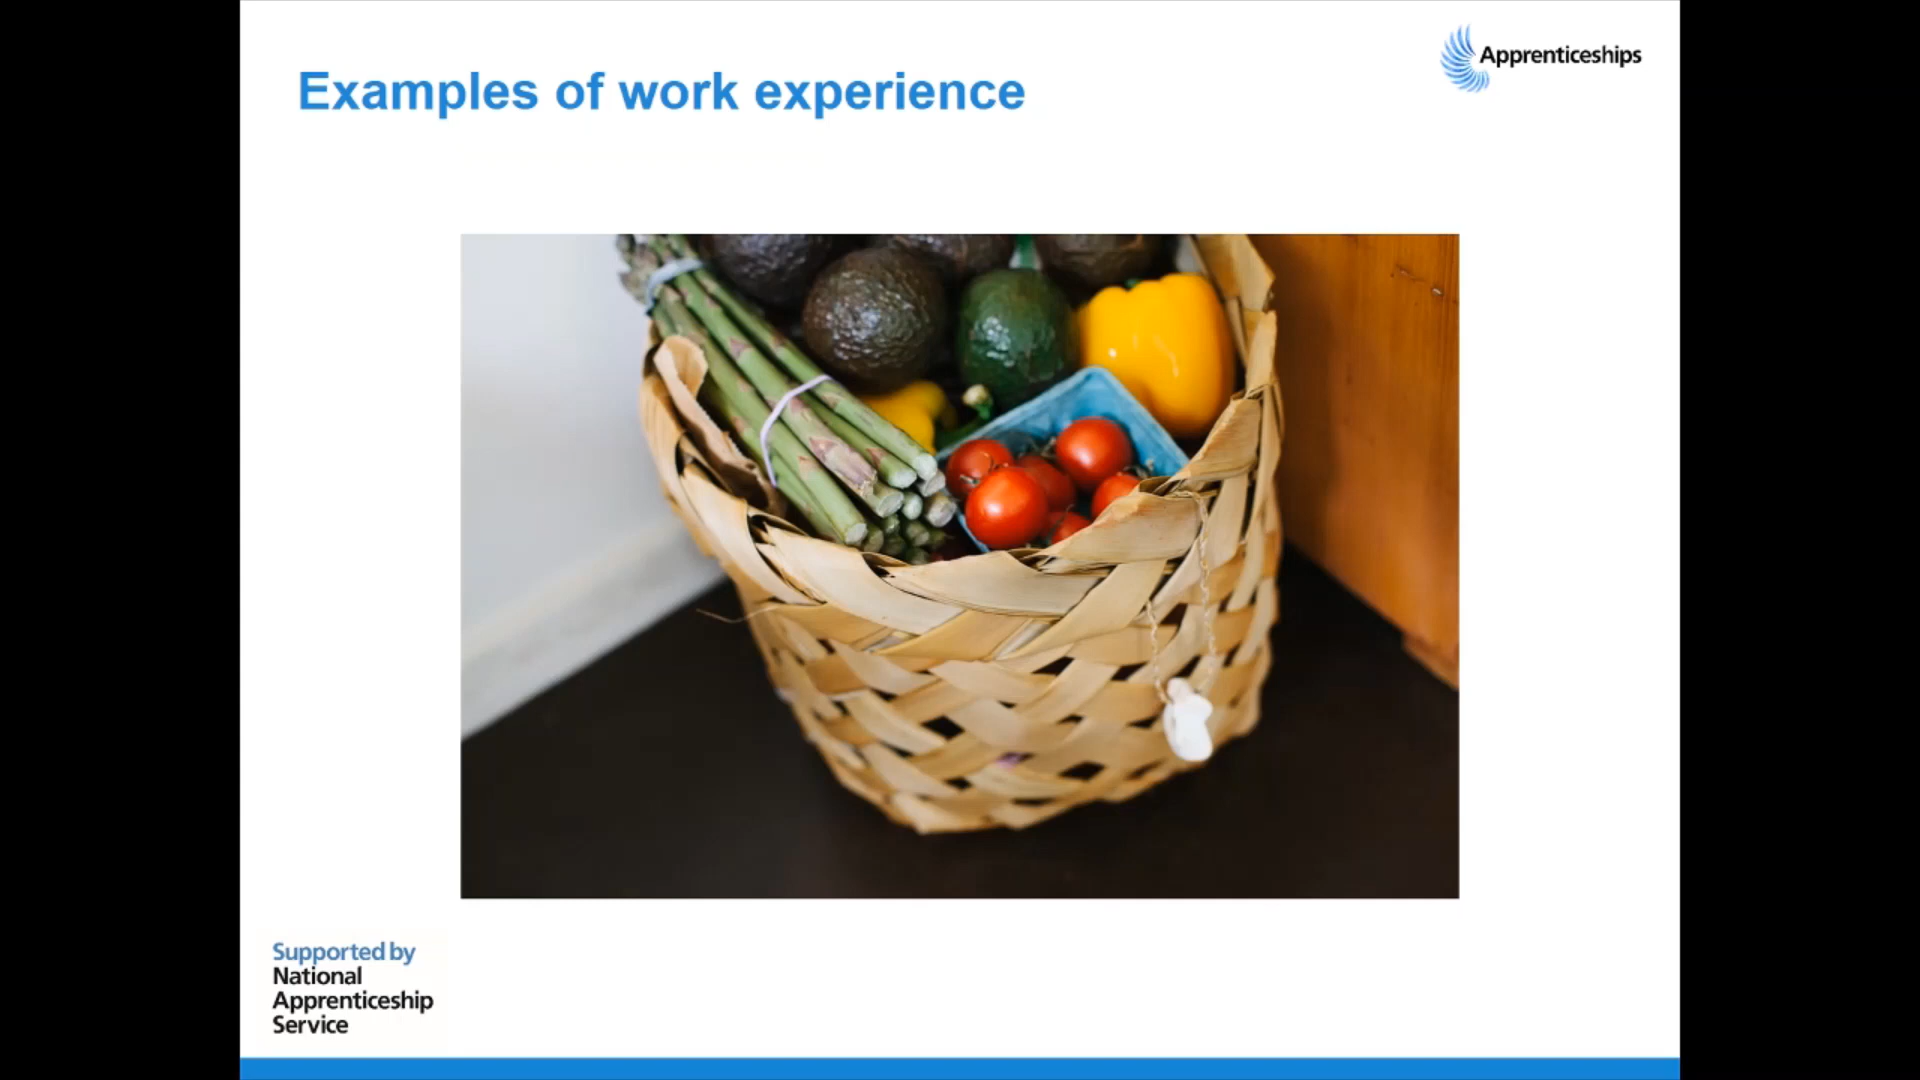 Examples of work experience
Apprenticeships
Supported by
National
Apprenticeship
Service